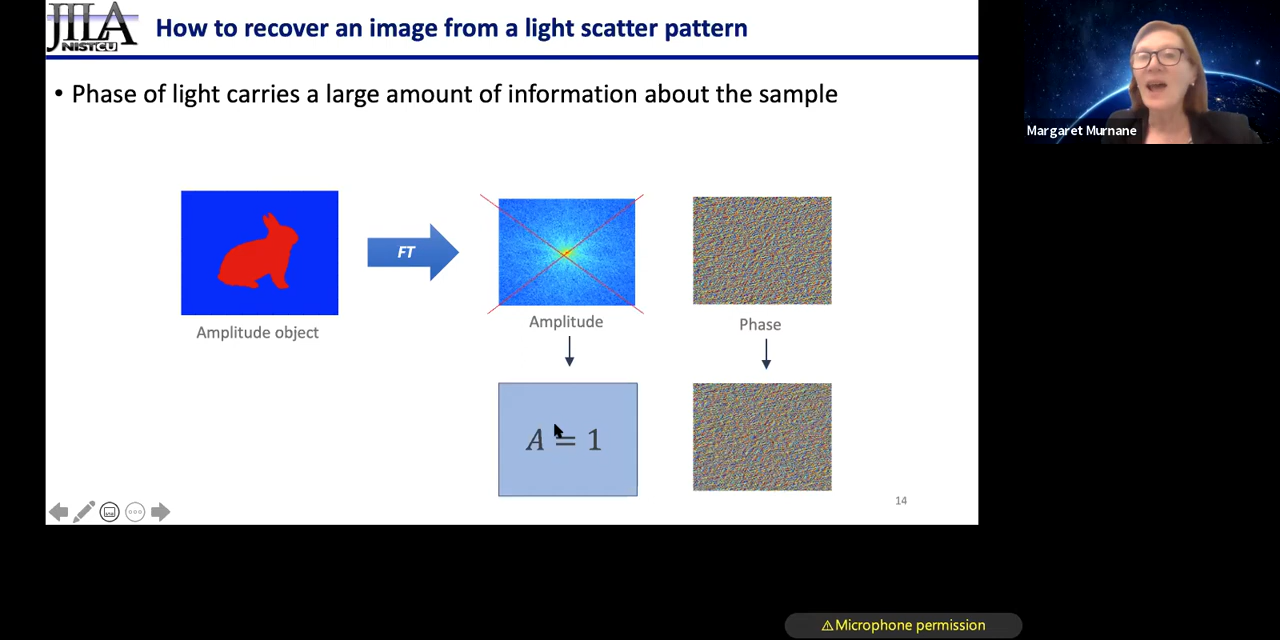 JILA
NIST CU
How to recover an image from a light scatter pattern
• Phase of light carries a large amount of information about the sample
Margaret Murnane
FT
Amplitude object
Amplitude
Phase
A = 1
14
⚠Microphone permission